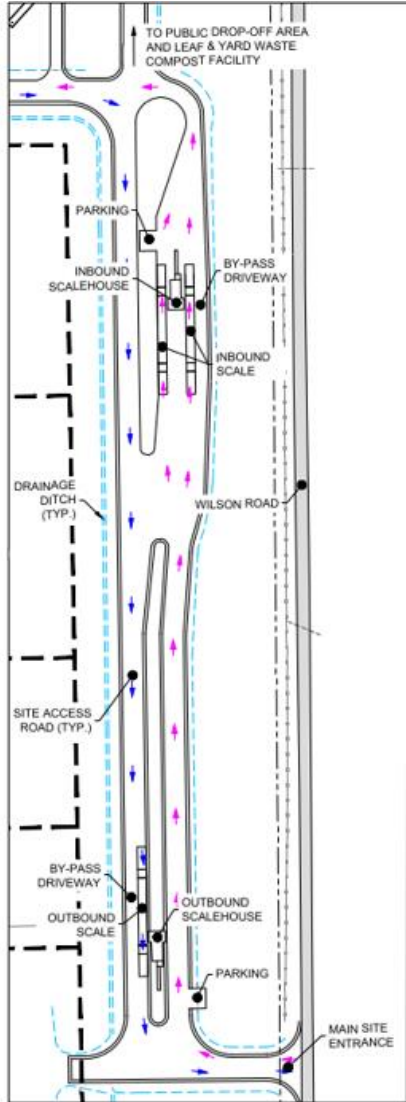 TO PUBLIC DROP-OFF AREA
AND LEAF & YARD WASTE
COMPOST FACILITY
PARKING
INBOUND
SCALEHOUSE
BY-PASS
DRIVEWAY
INBOUND
SCALE
DRAINAGE
DITCH
(TYP.)
WILSON ROAD
SITE ACCESS
ROAD (TYP.)
BY-PASS
DRIVEWAY
OUTBOUND
SCALE
OUTBOUND
SCALEHOUSE
PARKING
MAIN SITE
ENTRANCE